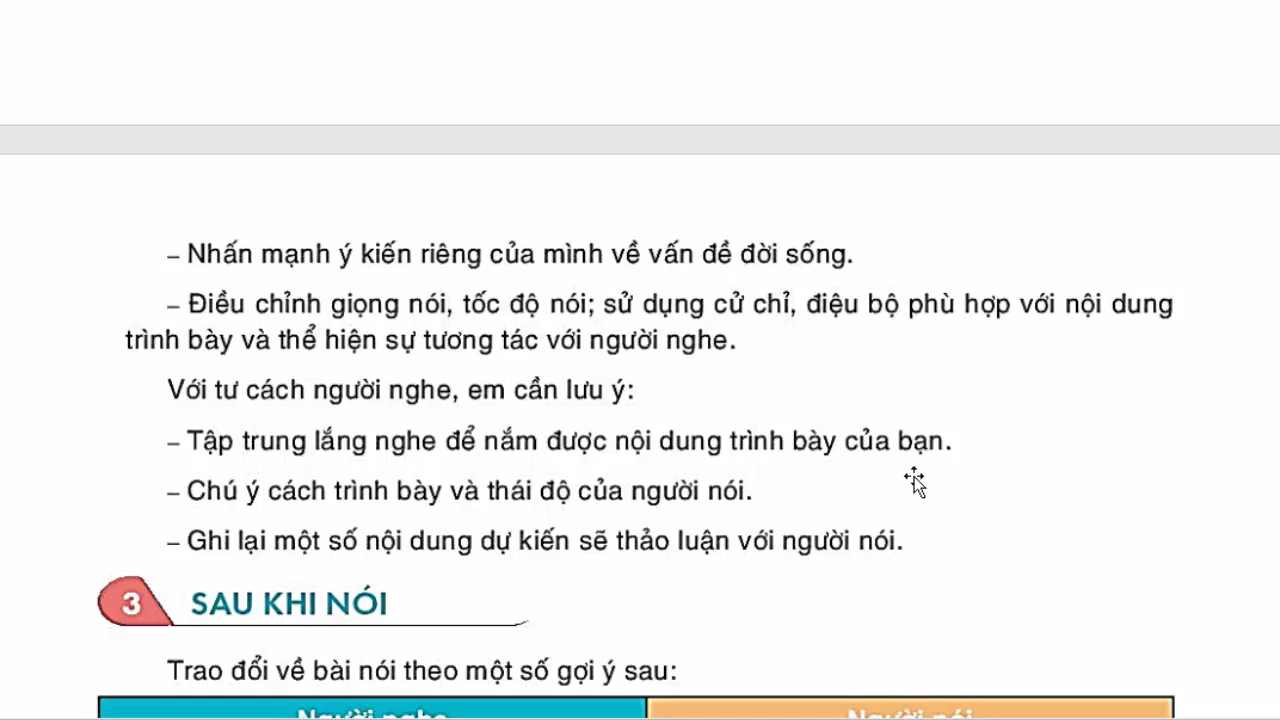 – Nhấn mạnh ý kiến riêng của mình về vấn đề đời sống.
– Điều chỉnh giọng nói, tốc độ nói; sử dụng cử chỉ, điệu bộ phù hợp với nội dung
trình bày và thể hiện sự tương tác với người nghe.
Với tư cách người nghe, em cần lưu ý:
– Tập trung lắng nghe để nắm được nội dung trình bày của bạn.
– Chú ý cách trình bày và thái độ của người nói.
– Ghi lại một số nội dung dự kiến sẽ thảo luận với người nói.
3 SAU KHI NÓI
Trao đổi về bài nói theo một số gợi ý sau:
Người nghe Người nói